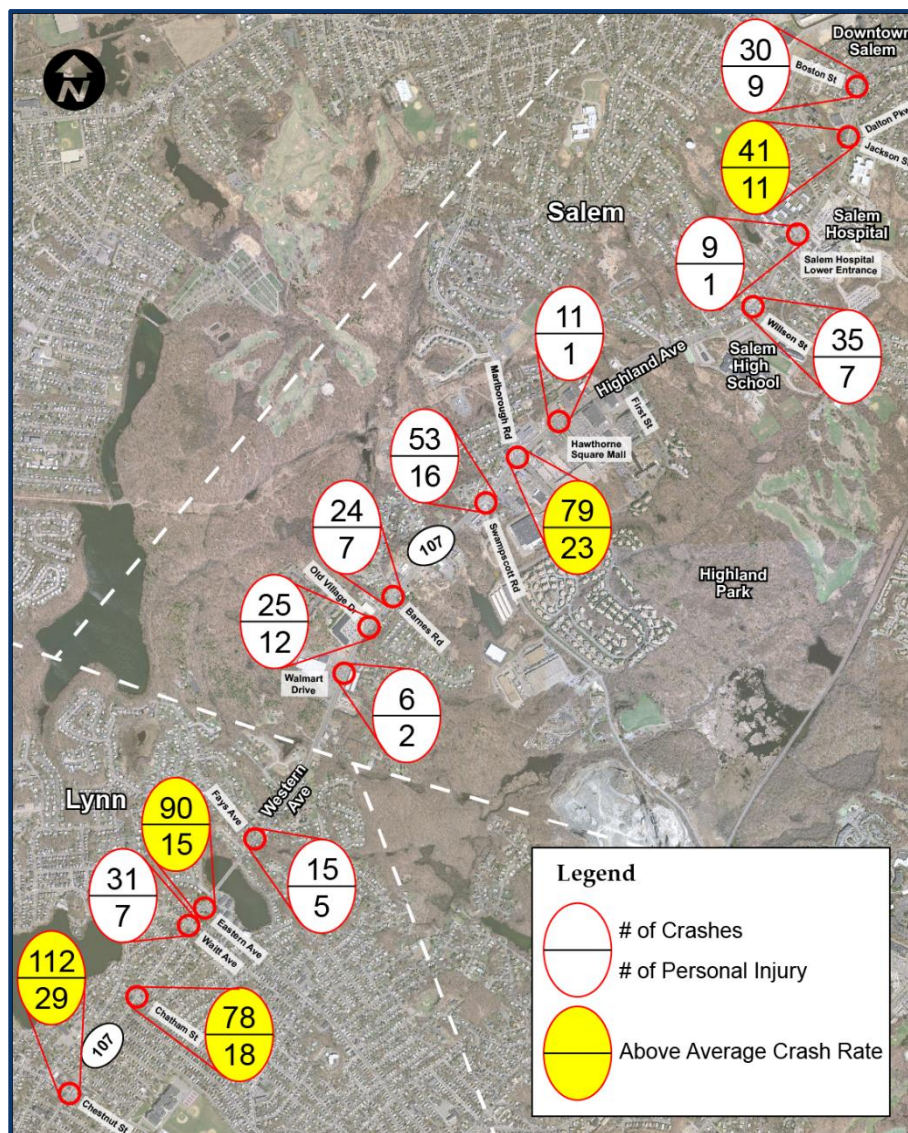 N
Downtown
Salem
30
9
Boston St
Dalton Pkwy
Jackson St
41
11
Salem
Salem
Hospital
9
1
Salem Hospital
Lower Entrance
Willson St
35
7
Salem
High
School
11
1
Highland Ave
Marlborough Rd
First St
Hawthorne
Square Mall
53
16
79
23
Swampscott Rd
24
7
107
Highland
Park
Old Village Dr
Barnes Rd
25
12
Walmart
Drive
6
2
Western
Ave
Lynn
Fays Ave
90
15
15
5
31
7
Eastern Ave
Waitt Ave
112
29
Chatham St
78
18
107
Chestnut St
Legend
# of Crashes
# of Personal Injury
Above Average Crash Rate